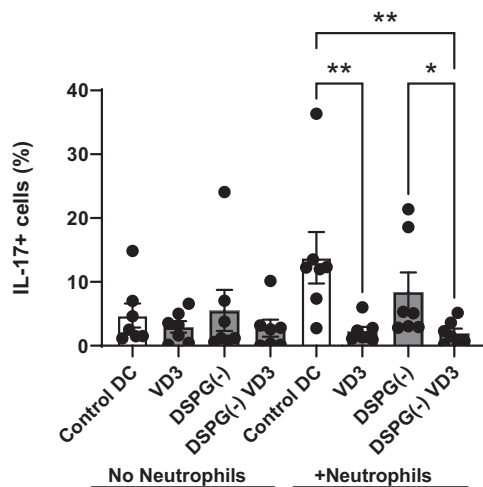 **
** *
IL-17+ cells (%)
40
30
20
10
0
Control DC
VD3
DSPG(-)
DSPG(-) VD3
Control DC
VD3
DSPG(-)
DSPG(-) VD3
No Neutrophils +Neutrophils